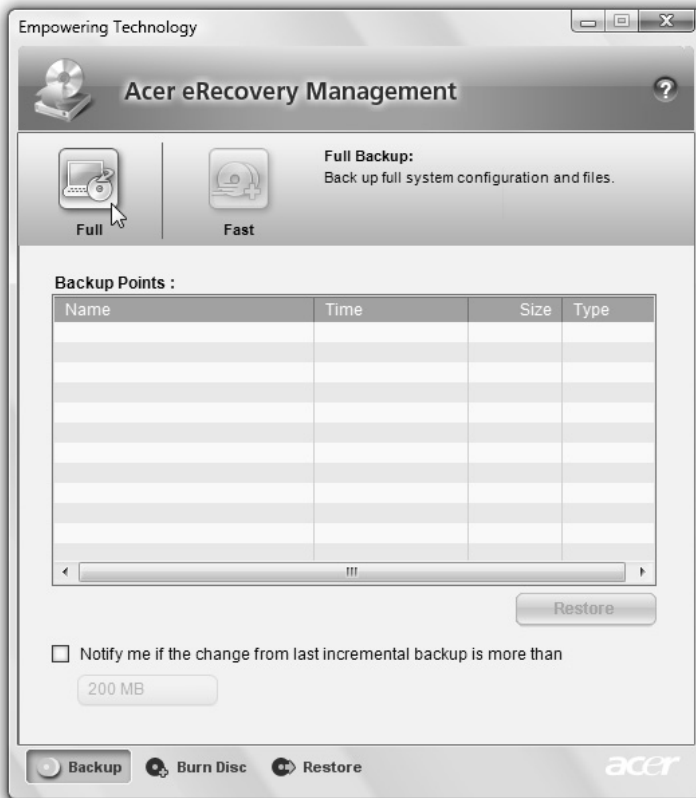 Empowering Technology
Acer eRecovery Management
?
Full Backup:
Back up full system configuration and files.
Full
Fast
Backup Points :
Name Time Size Type
Restore
Notify me if the change from last incremental backup is more than
200 MB
Backup Burn Disc Restore
acer